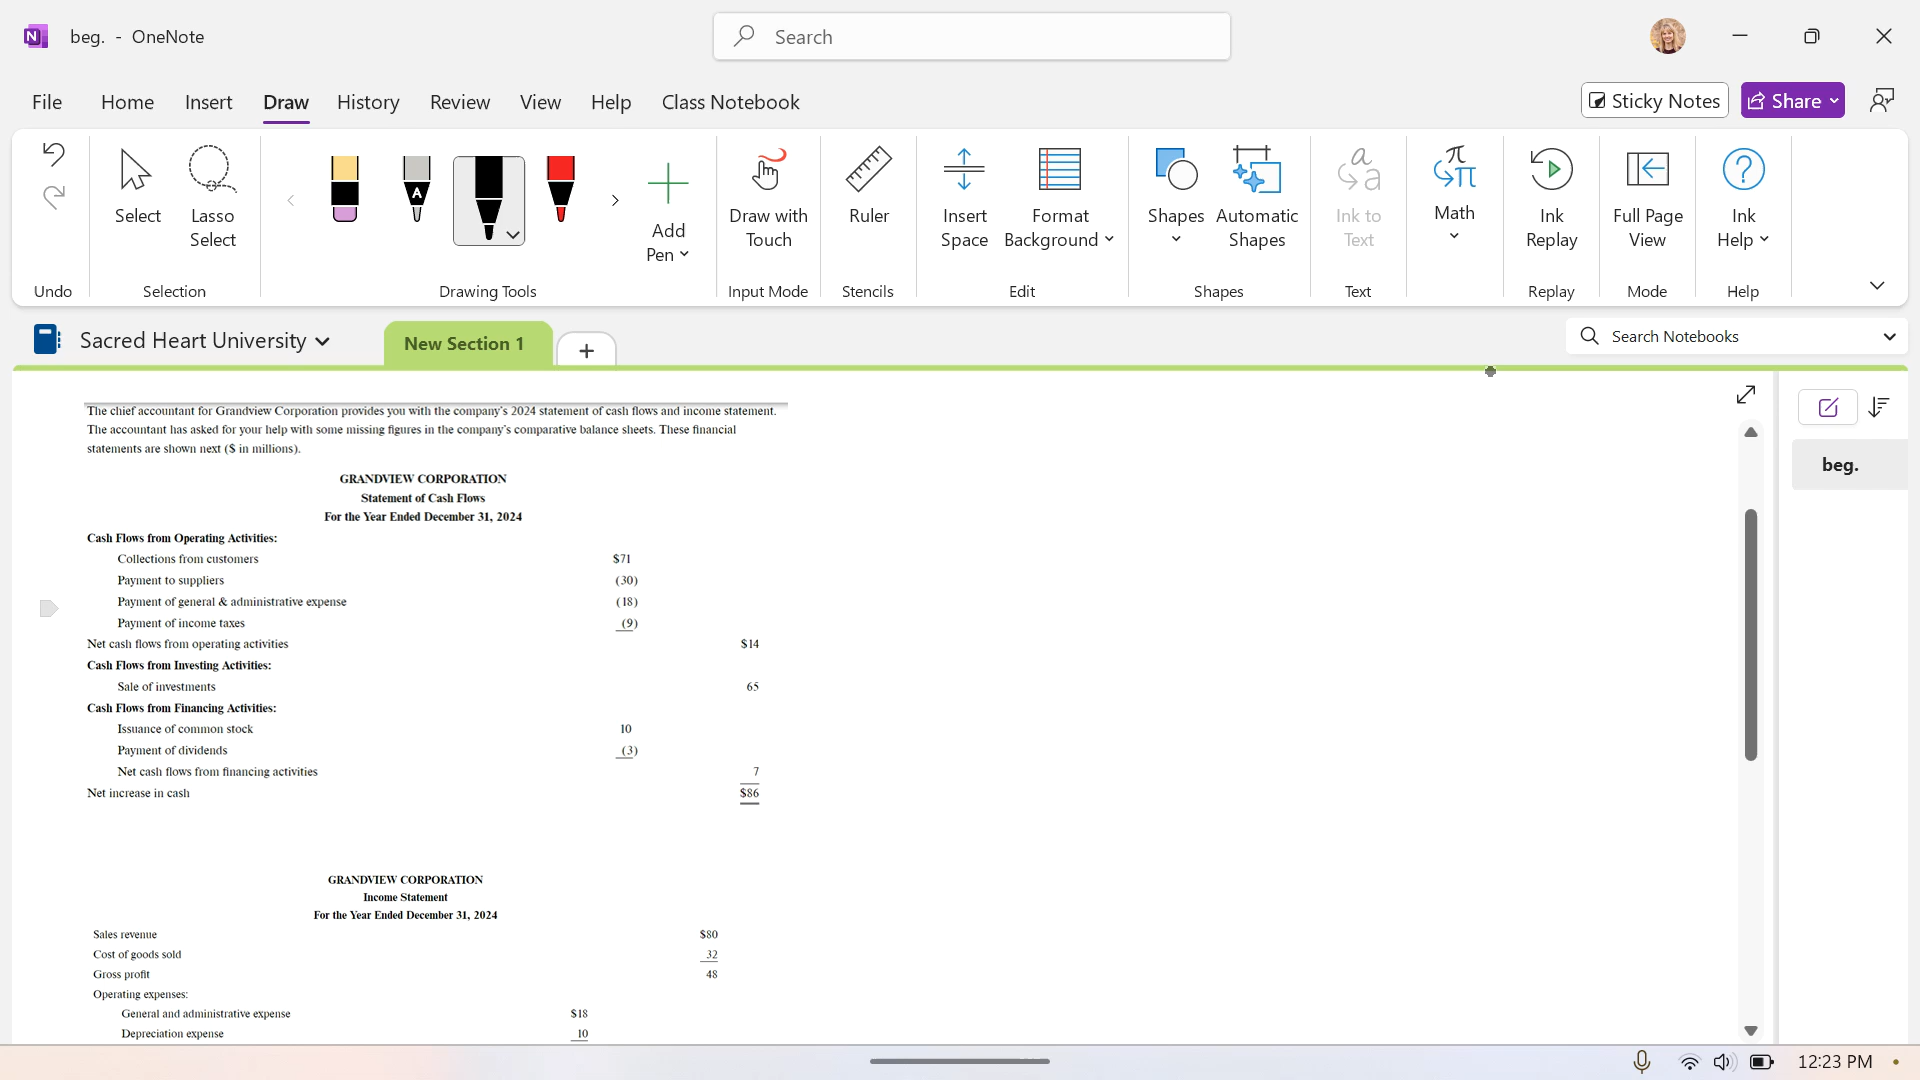 beg. - OneNote
Search
File Home Insert Draw History Review View Help Class Notebook
Sticky Notes Share
Select
Lasso
Select
A
Add
Pen
Draw with
Touch
Ruler
Insert
Space
Format
Background
Shapes
Automatic
Shapes
a
a
Ink to
Text
π
π
Math
Ink
Replay
Full Page
View
Ink
Help
Undo Selection Drawing Tools Input Mode Stencils Edit Shapes Text Replay Mode Help
Sacred Heart University New Section 1 + Search Notebooks
beg.
The chief accountant for Grandview Corporation provides you with the company's 2024 statement of cash flows and income statement.
The accountant has asked for your help with some missing figures in the company's comparative balance sheets. These financial
statements are shown next ($ in millions).
GRANDVIEW CORPORATION
Statement of Cash Flows
For the Year Ended December 31, 2024
Cash Flows from Operating Activities:
Collections from customers $71
Payment to suppliers (30)
Payment of general & administrative expense (18)
Payment of income taxes (9)
Net cash flows from operating activities $14
Cash Flows from Investing Activities:
Sale of investments 65
Cash Flows from Financing Activities:
Issuance of common stock 10
Payment of dividends (3)
Net cash flows from financing activities 7
Net increase in cash $86
GRANDVIEW CORPORATION
Income Statement
For the Year Ended December 31, 2024
Sales revenue $80
Cost of goods sold 32
Gross profit 48
Operating expenses:
General and administrative expense $18
Depreciation expense 10
12:23 PM